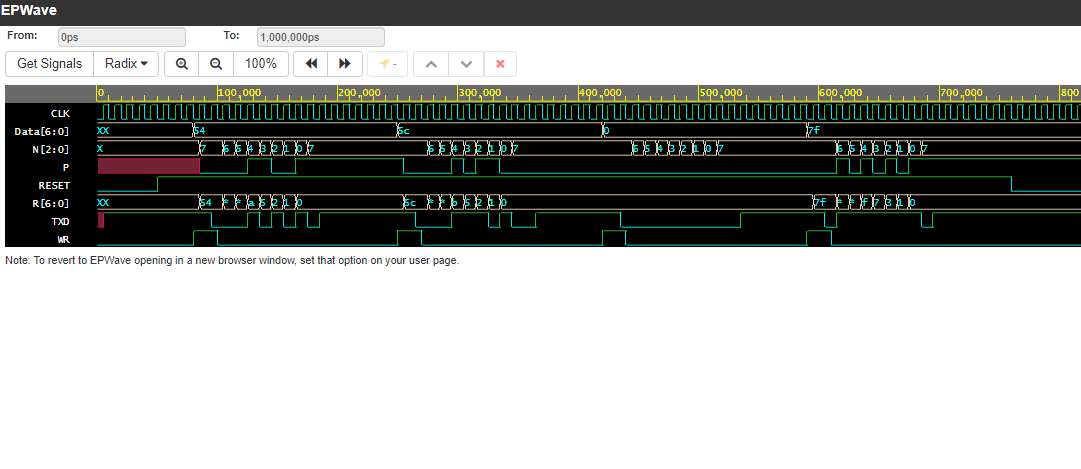 EPWave
From: 0ps To: 1,000,000ps
Get Signals Radix 100% -
0 100,000 200,000 300,000 400,000 500,000 600,000 700,000 800
CLK
Data[6:0] XX 54 5c 0 7f
N[2:0] X 7 6 5 4 3 2 1 0 7 6 5 4 3 2 1 0 7 6 5 4 3 2 1 0 7 6 5 4 3 2 1 0 7
P
RESET
R[6:0] XX 54 * * a 5 2 1 0 5c * * b 5 2 1 0 7f * * f 7 3 1 0
TXD
WR
Note: To revert to EPWave opening in a new browser window, set that option on your user page.